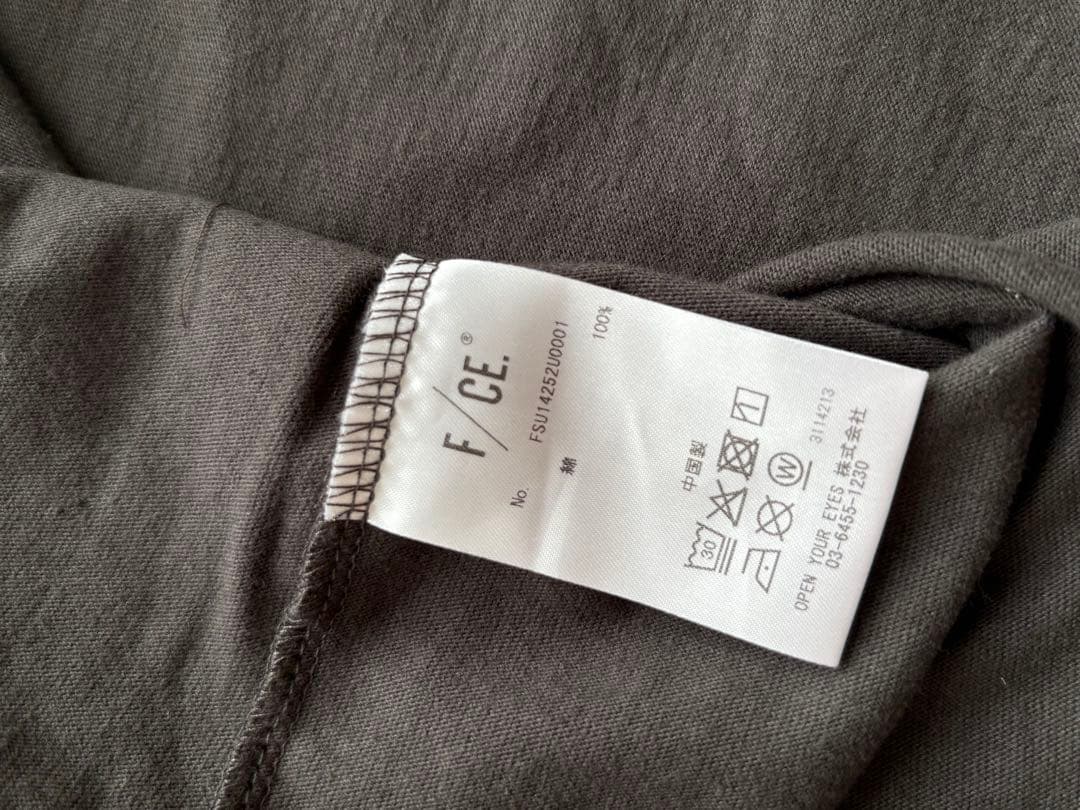 F/CE.®
No. FSU14252U0001
綿 100%
中国製
30
W
3114213
OPEN YOUR EYES 株式会社
03-6455-1230